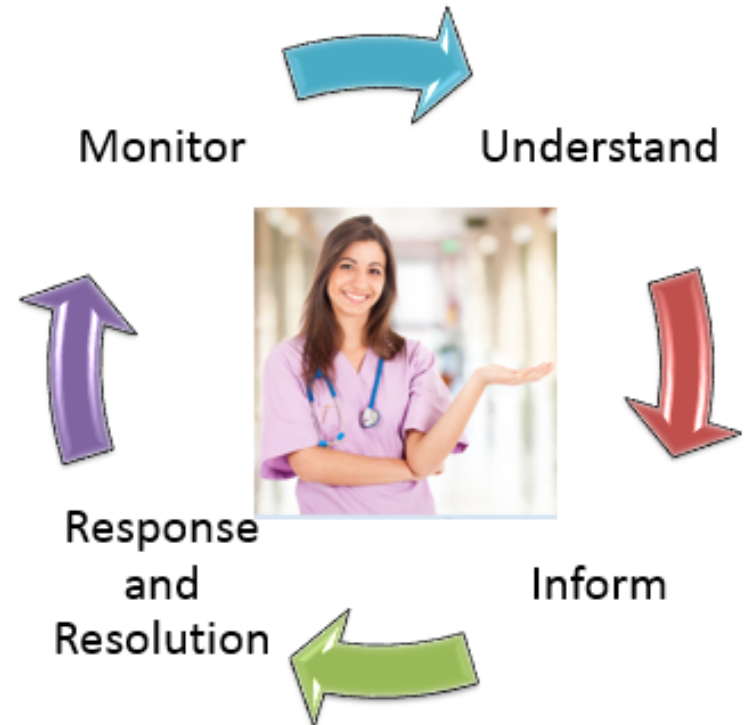 Monitor
Understand
Inform
Response
and
Resolution